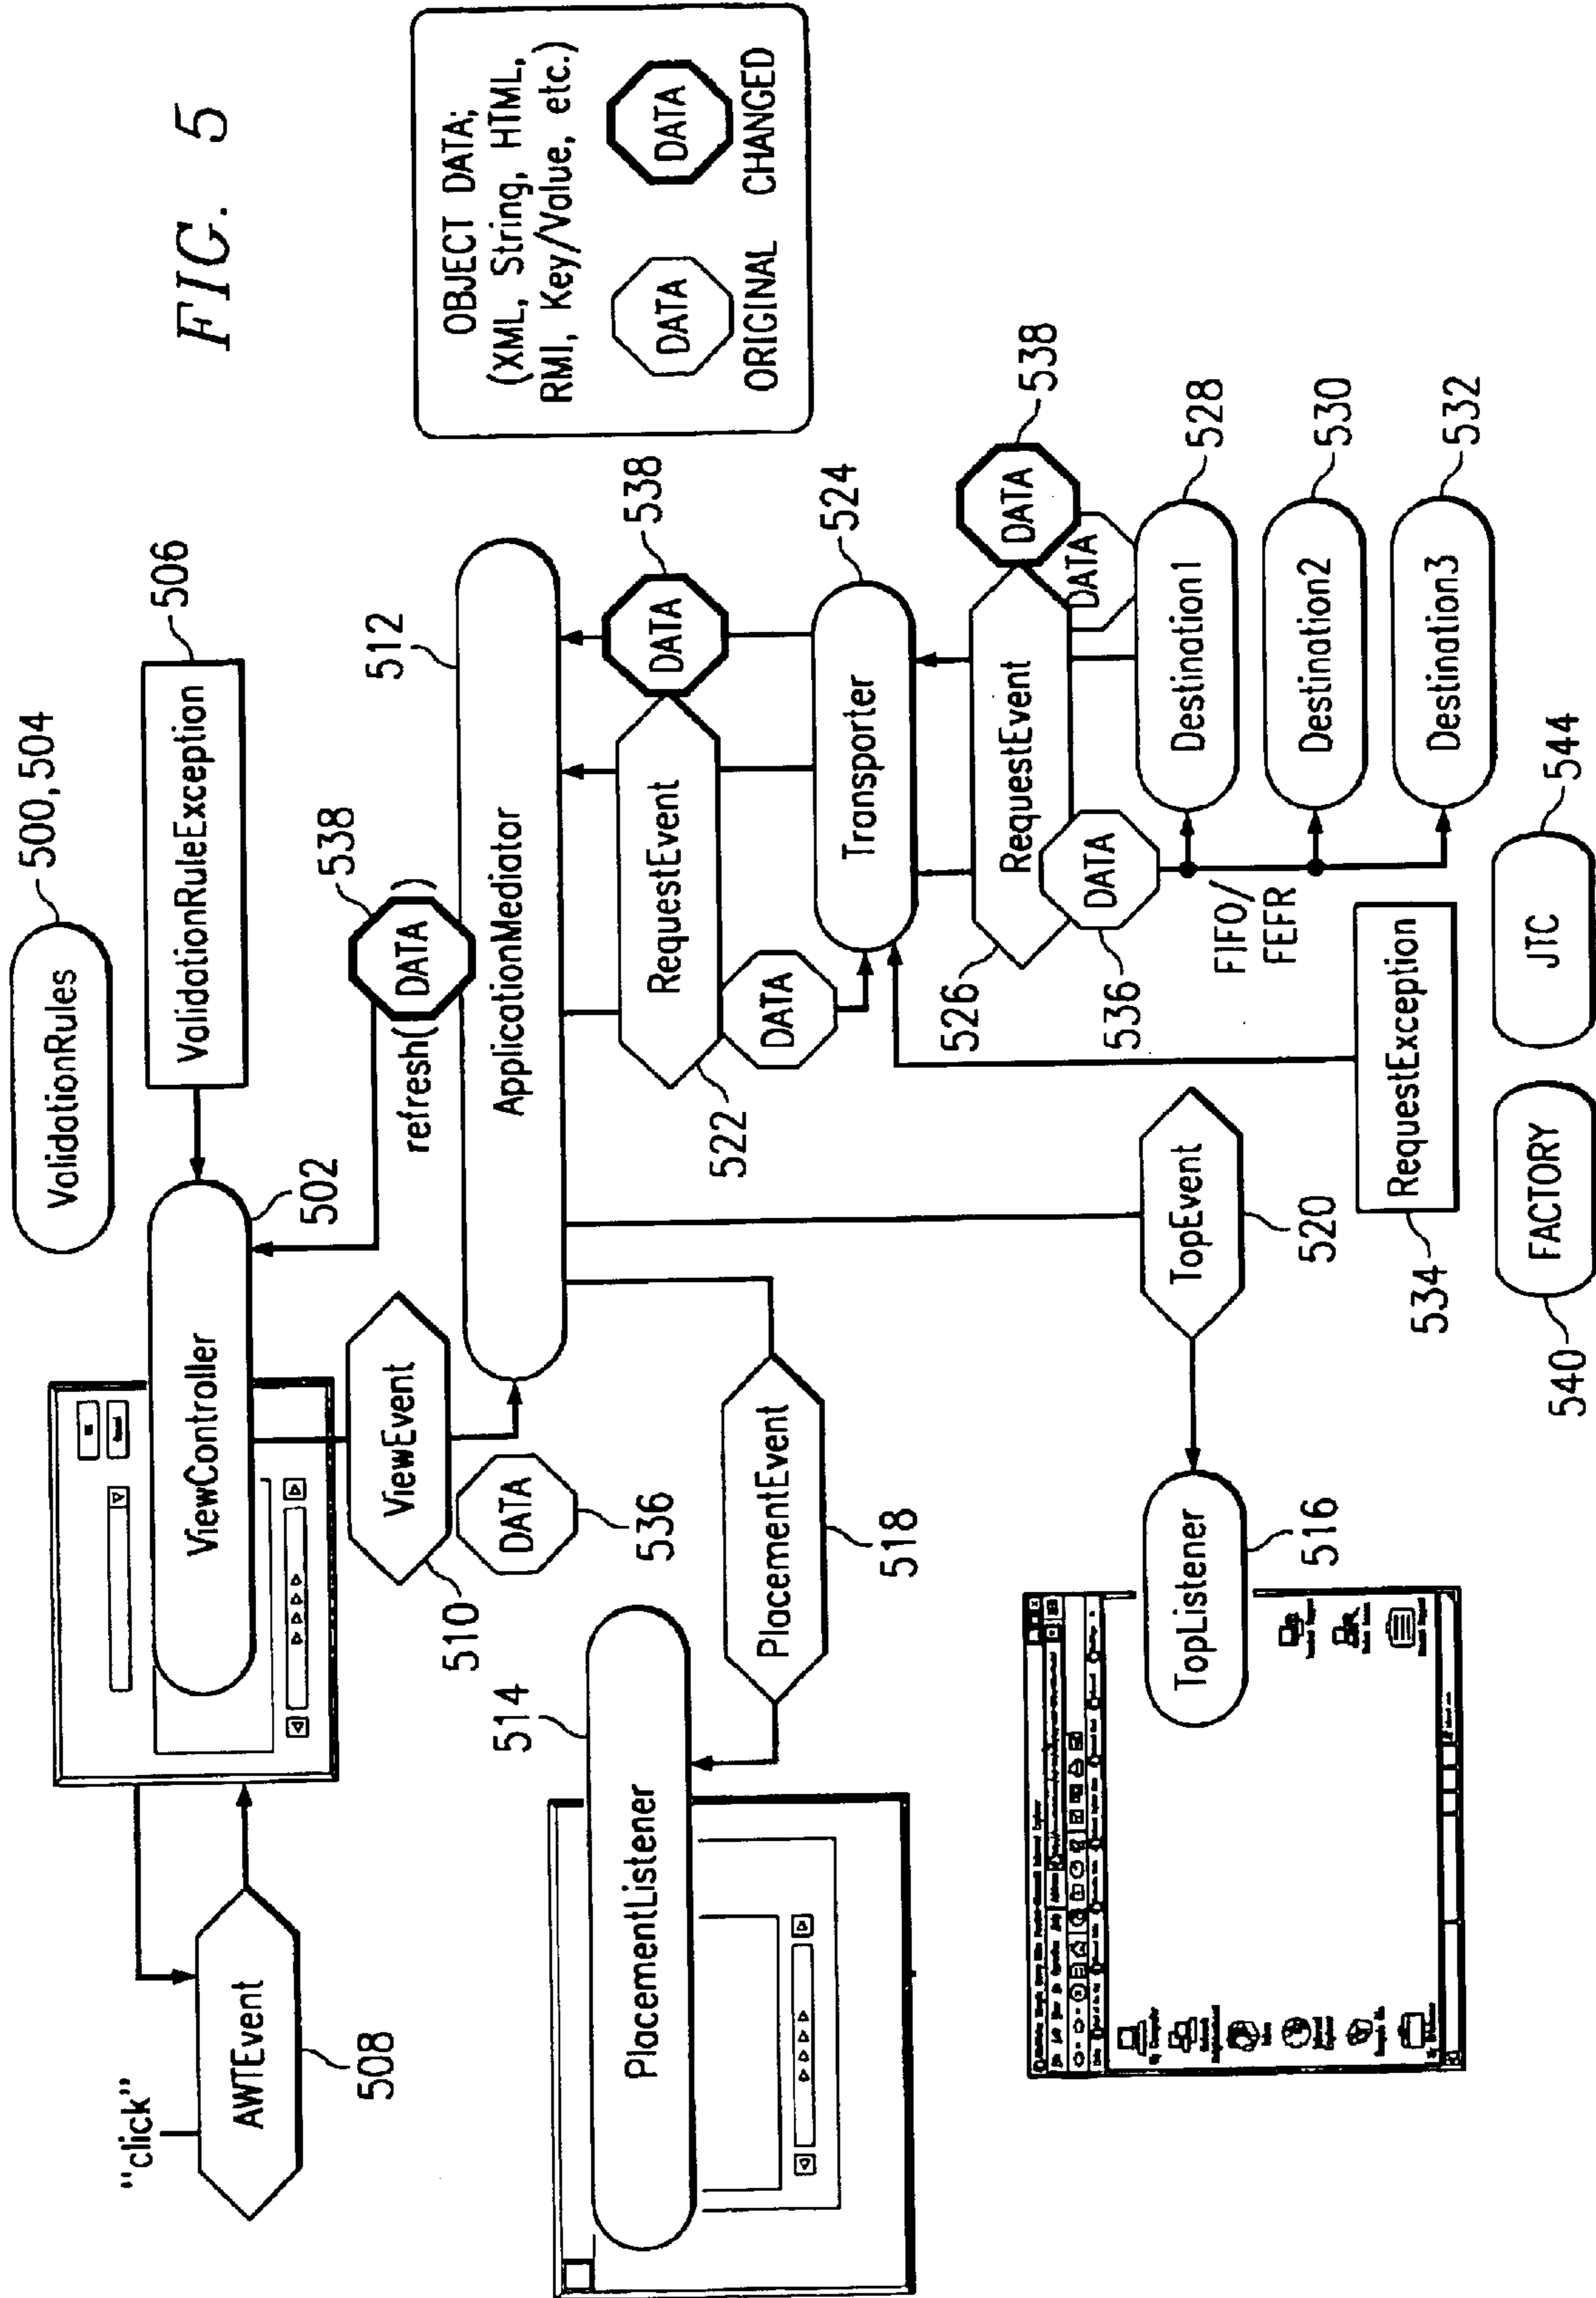 FIG. 5
"click"
AWTEvent
508
ViewController
502
ValidationRules
500, 504
ValidationRuleException
506
OBJECT DATA;
(XML, String, HTML,
RMI, Key/Value, etc.)
DATA
DATA
ORIGINAL
CHANGED
ViewEvent
510
DATA
536
refresh(
DATA
)
538
ApplicationMediator
512
PlacementListener
514
PlacementEvent
518
RequestEvent
522
DATA
DATA
538
Transporter
524
RequestEvent
526
DATA
536
DATA
538
DATA
FIFO/
FEFR
Destination1
528
Destination2
530
Destination3
532
TopListener
516
TopEvent
520
RequestException
534
FACTORY
540
JTC
544